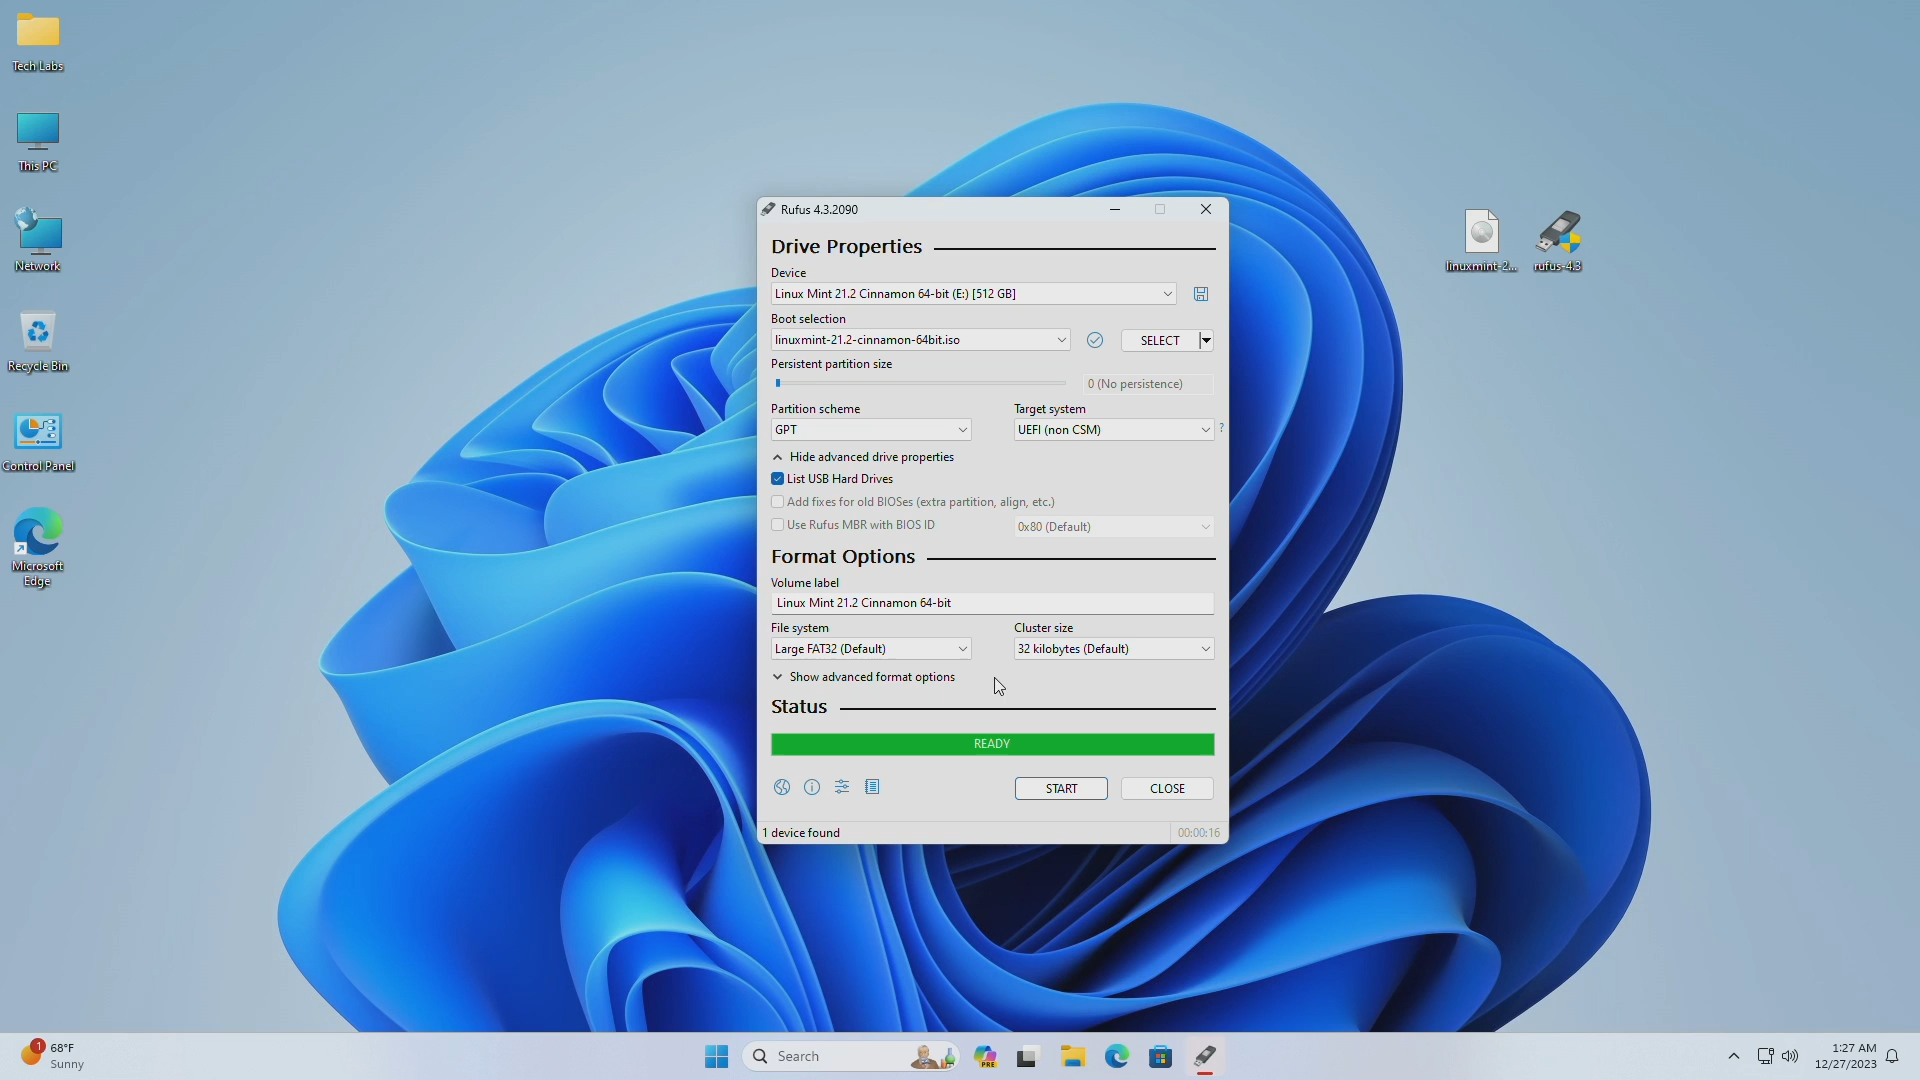 Tech Labs
This PC
Network
Recycle Bin
Control Panel
Microsoft
Edge
linuxmint-2...
rufus-4.3
Rufus 4.3.2090
Drive Properties
Device
Linux Mint 21.2 Cinnamon 64-bit (E:) [512 GB]
Boot selection
linuxmint-21.2-cinnamon-64bit.iso
SELECT
Persistent partition size
0 (No persistence)
Partition scheme
Target system
GPT
UEFI (non CSM)
?
Hide advanced drive properties
List USB Hard Drives
Add fixes for old BIOSes (extra partition, align, etc.)
Use Rufus MBR with BIOS ID
0x80 (Default)
Format Options
Volume label
Linux Mint 21.2 Cinnamon 64-bit
File system
Cluster size
Large FAT32 (Default)
32 kilobytes (Default)
Show advanced format options
Status
READY
START
CLOSE
1 device found
00:00:16
1
68°F
Sunny
Search
PRE
1:27 AM
12/27/2023